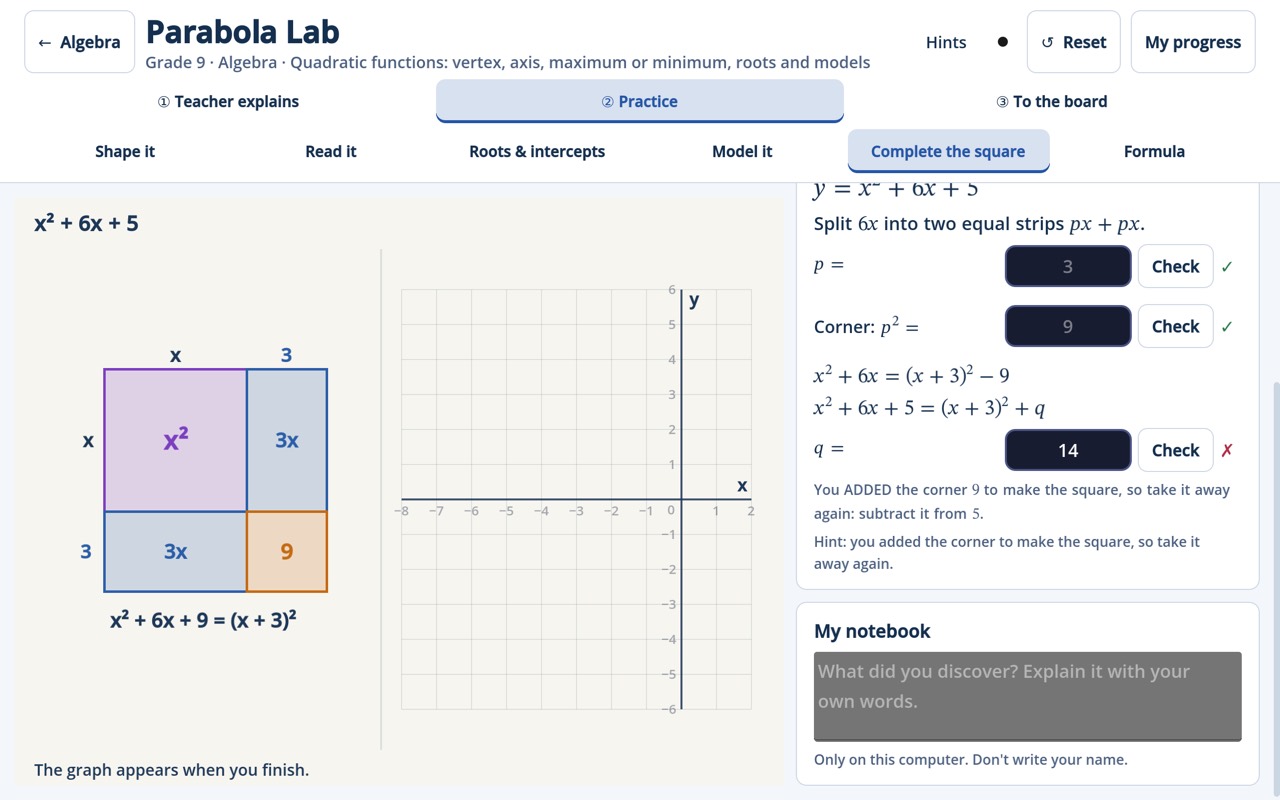 ← Algebra
Parabola Lab
Grade 9 · Algebra · Quadratic functions: vertex, axis, maximum or minimum, roots and models
Hints
↺ Reset
My progress
① Teacher explains
② Practice
③ To the board
Shape it
Read it
Roots & intercepts
Model it
Complete the square
Formula
x² + 6x + 5
x
3
x
x²
3x
3
3x
9
x² + 6x + 9 = (x + 3)²
y
x
6
5
4
3
2
1
−8 −7 −6 −5 −4 −3 −2 −1 0 1 2
−1
−2
−3
−4
−5
−6
The graph appears when you finish.
y = x² + 6x + 5
Split 6x into two equal strips px + px.
p = 3 Check ✓
Corner: p² = 9 Check ✓
x² + 6x = (x + 3)² − 9
x² + 6x + 5 = (x + 3)² + q
q = 14 Check ✗
You ADDED the corner 9 to make the square, so take it away
again: subtract it from 5.
Hint: you added the corner to make the square, so take it
away again.
My notebook
What did you discover? Explain it with your
own words.
Only on this computer. Don't write your name.